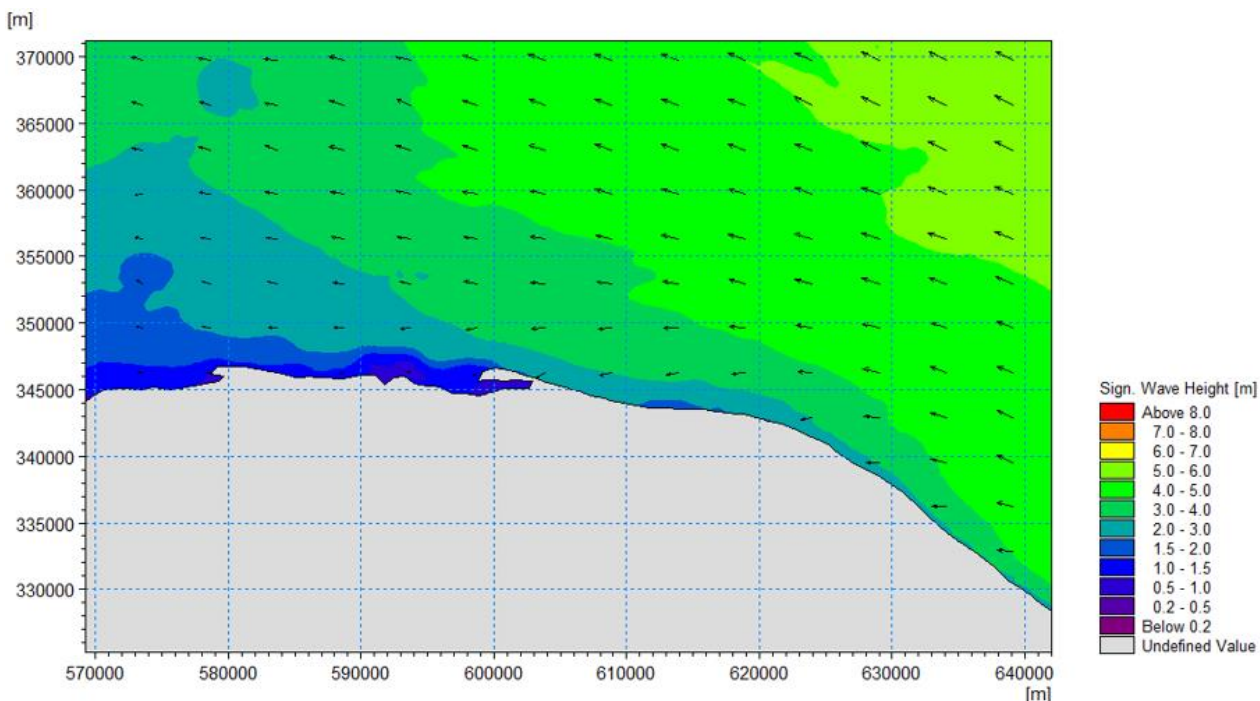 [m]
370000
365000
360000
355000
350000
345000
340000
335000
330000
570000 580000 590000 600000 610000 620000 630000 640000
[m]
Sign. Wave Height [m]
Above 8.0
7.0 - 8.0
6.0 - 7.0
5.0 - 6.0
4.0 - 5.0
3.0 - 4.0
2.0 - 3.0
1.5 - 2.0
1.0 - 1.5
0.5 - 1.0
0.2 - 0.5
Below 0.2
Undefined Value